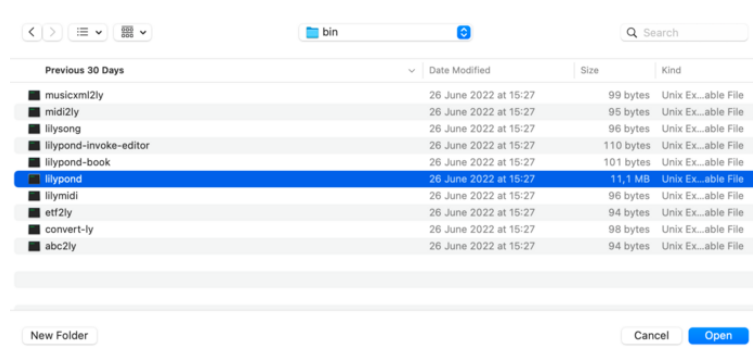 bin
Search
Previous 30 Days Date Modified Size Kind
musicxml2ly 26 June 2022 at 15:27 99 bytes Unix Ex...able File
midi2ly 26 June 2022 at 15:27 95 bytes Unix Ex...able File
lilysong 26 June 2022 at 15:27 96 bytes Unix Ex...able File
lilypond-invoke-editor 26 June 2022 at 15:27 110 bytes Unix Ex...able File
lilypond-book 26 June 2022 at 15:27 101 bytes Unix Ex...able File
lilypond 26 June 2022 at 15:27 11,1 MB Unix Ex...able File
lilymidi 26 June 2022 at 15:27 96 bytes Unix Ex...able File
etf2ly 26 June 2022 at 15:27 94 bytes Unix Ex...able File
convert-ly 26 June 2022 at 15:27 98 bytes Unix Ex...able File
abc2ly 26 June 2022 at 15:27 94 bytes Unix Ex...able File
New Folder Cancel Open